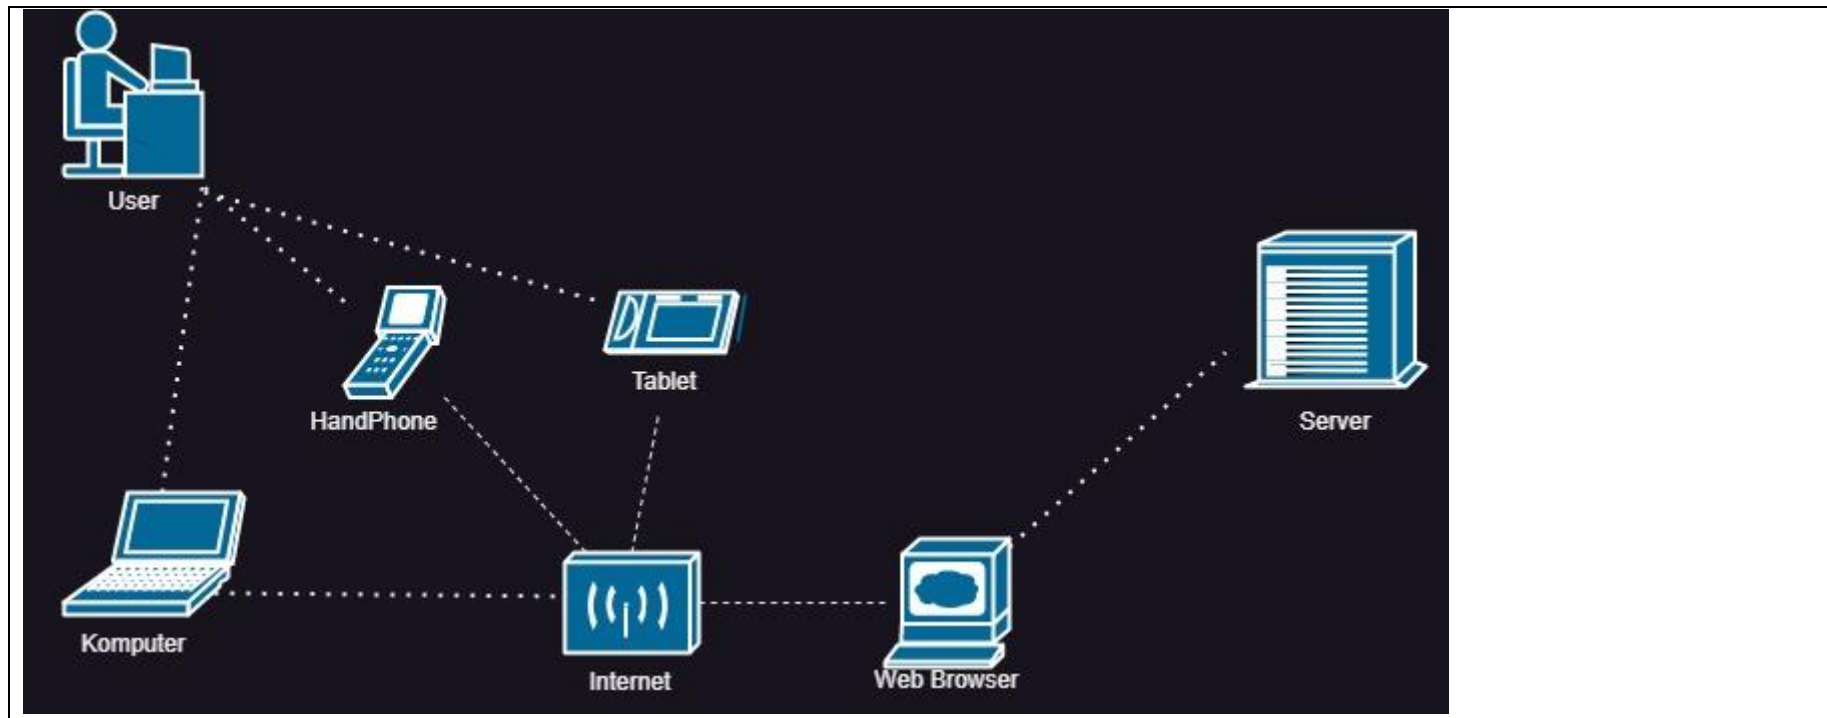 User
Tablet
HandPhone
Server
Komputer
Internet
Web Browser